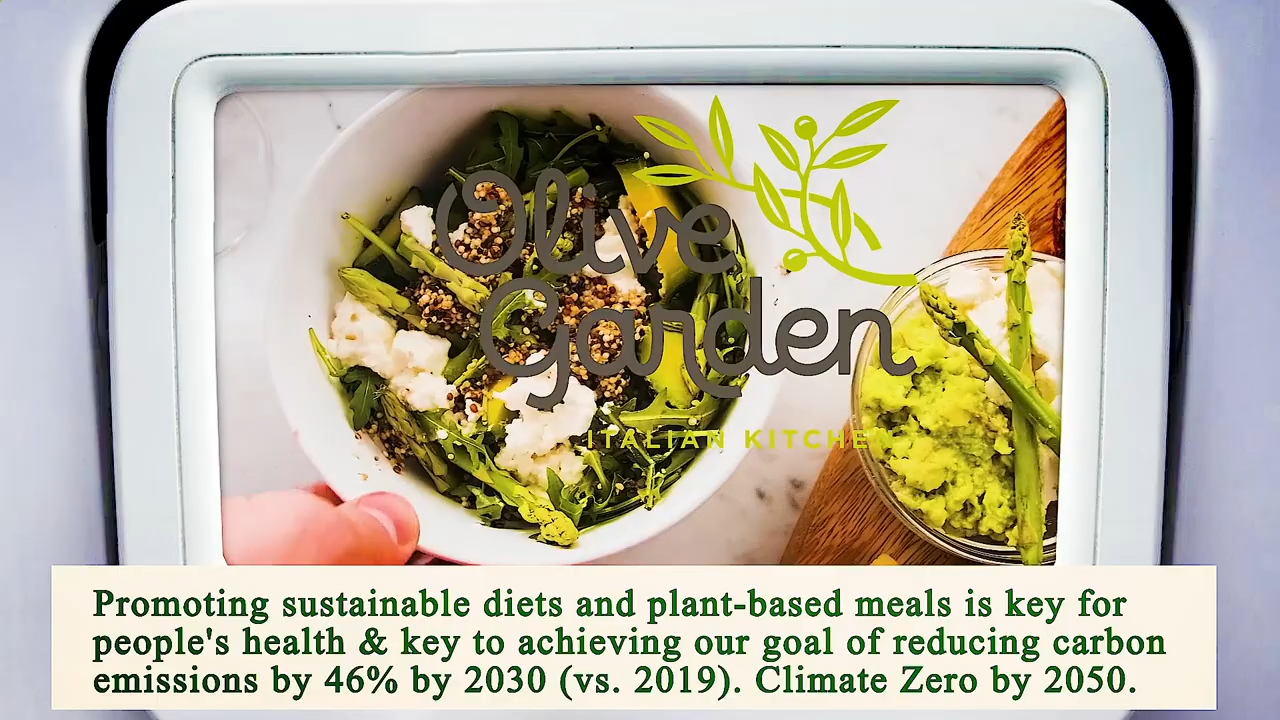 Olive
Garden
ITALIAN KITCHEN
Promoting sustainable diets and plant-based meals is key for
people's health & key to achieving our goal of reducing carbon
emissions by 46% by 2030 (vs. 2019). Climate Zero by 2050.